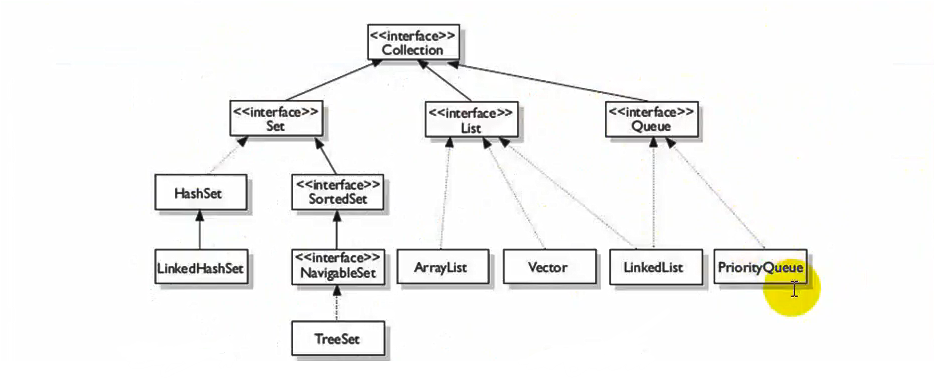 <<interface>>
Collection
<<interface>>
Set
<<interface>>
List
<<interface>>
Queue
HashSet
<<interface>>
SortedSet
LinkedHashSet
<<interface>>
NavigableSet
ArrayList
Vector
LinkedList
PriorityQueue
TreeSet